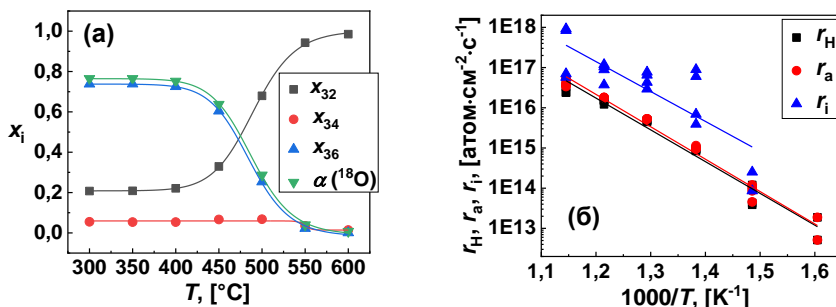 (а)
1,0
0,8
0,6
0,4
0,2
0,0
x_i
x_32
x_34
x_36
α (¹⁸O)
300 350 400 450 500 550 600
T, [°C]
(б)
1E18
1E17
1E16
1E15
1E14
1E13
r_H, r_a, r_i, [атом·см⁻²·с⁻¹]
r_H
r_a
r_i
1,1 1,2 1,3 1,4 1,5 1,6
1000/T, [K⁻¹]